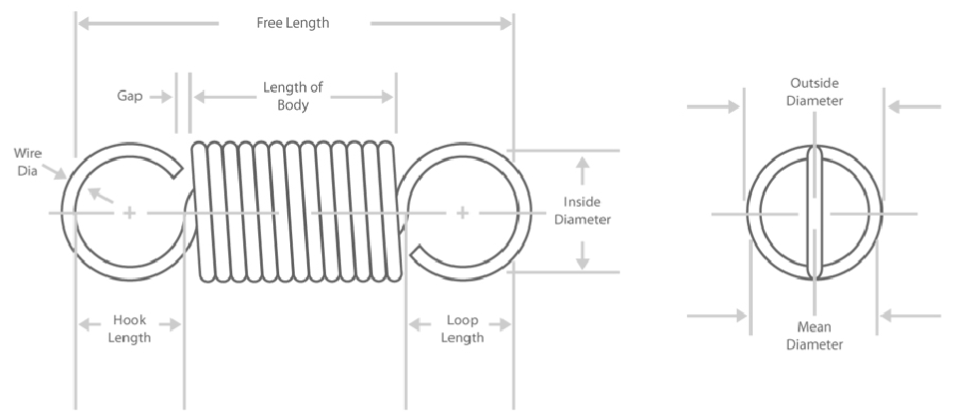 Free Length
Gap
Length of
Body
Outside
Diameter
Wire
Dia
Inside
Diameter
Hook
Length
Loop
Length
Mean
Diameter